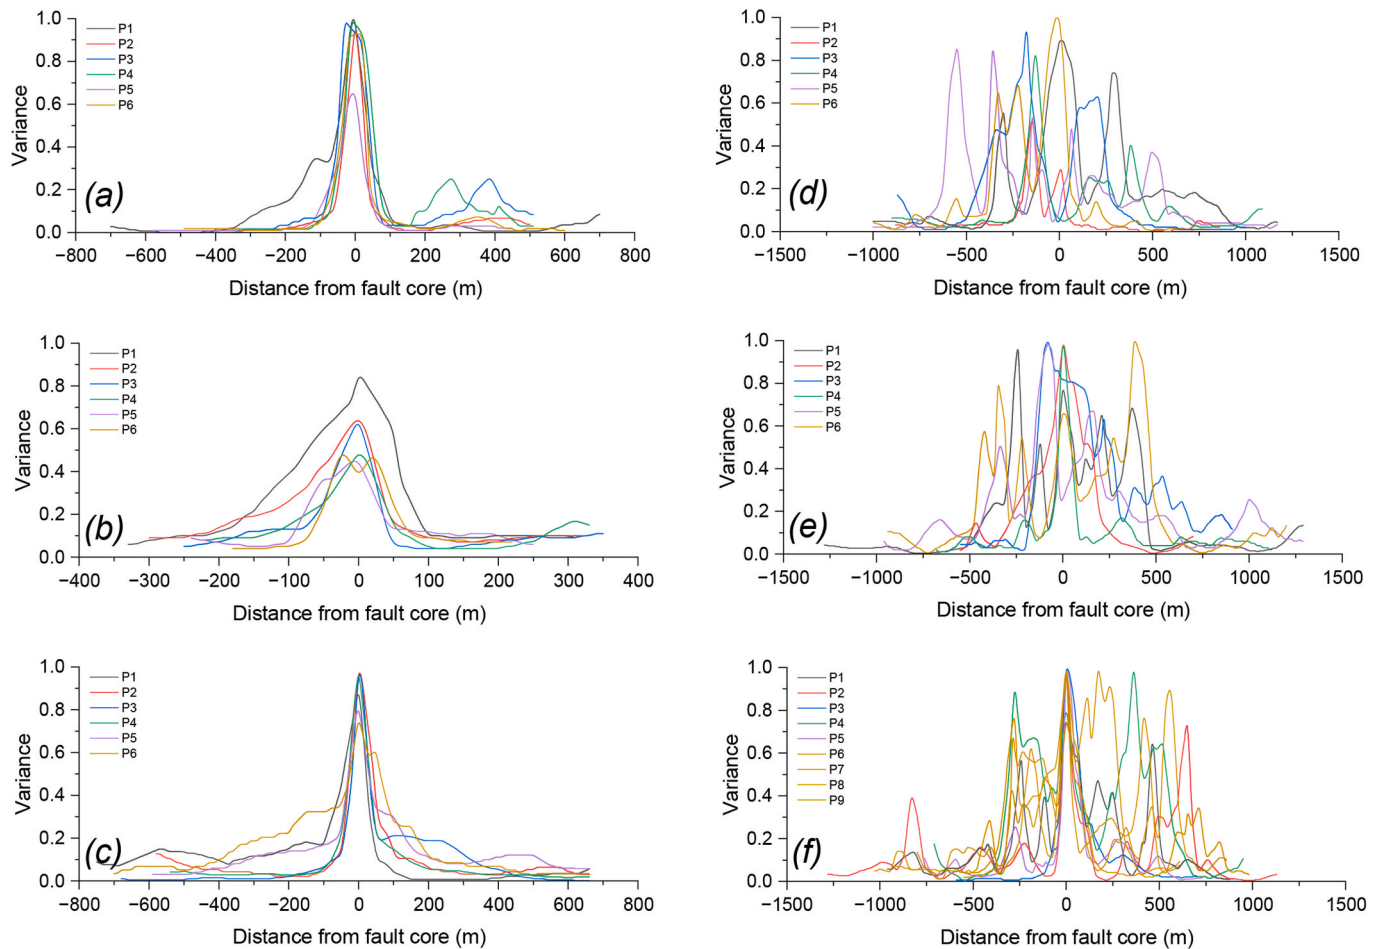 1.0
0.8
0.6
0.4
0.2
0.0
Variance
P1
P2
P3
P4
P5
P6
(a)
−800 −600 −400 −200 0 200 400 600 800
Distance from fault core (m)
1.0
0.8
0.6
0.4
0.2
0.0
Variance
P1
P2
P3
P4
P5
P6
(d)
−1500 −1000 −500 0 500 1000 1500
Distance from fault core (m)
1.0
0.8
0.6
0.4
0.2
0.0
Variance
P1
P2
P3
P4
P5
P6
(b)
−400 −300 −200 −100 0 100 200 300 400
Distance from fault core (m)
1.0
0.8
0.6
0.4
0.2
0.0
Variance
P1
P2
P3
P4
P5
P6
(e)
−1500 −1000 −500 0 500 1000 1500
Distance from fault core (m)
1.0
0.8
0.6
0.4
0.2
0.0
Variance
P1
P2
P3
P4
P5
P6
(c)
−800 −600 −400 −200 0 200 400 600 800
Distance from fault core (m)
1.0
0.8
0.6
0.4
0.2
0.0
Variance
P1
P2
P3
P4
P5
P6
P7
P8
P9
(f)
−1500 −1000 −500 0 500 1000 1500
Distance from fault core (m)